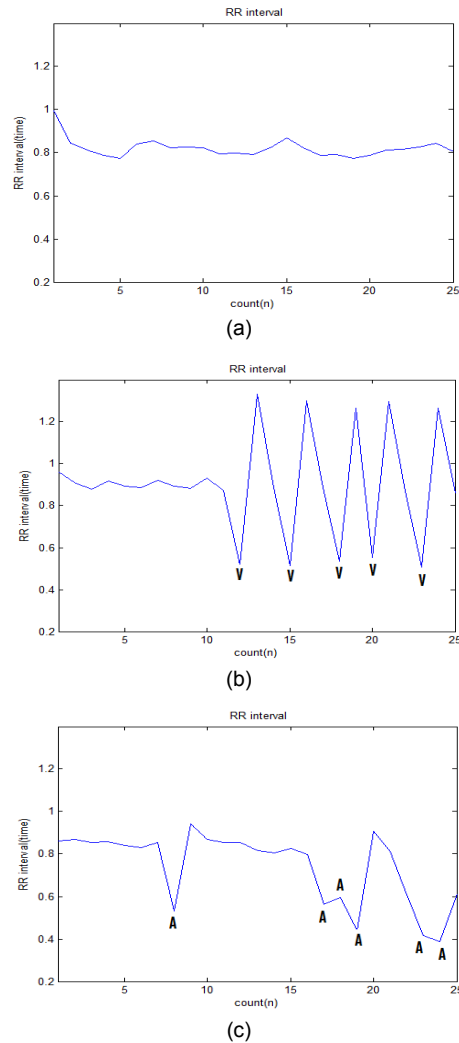 RR interval
1.2
1
0.8
0.6
0.4
0.2
RR interval(time)
5 10 15 20 25
count(n)
(a)
RR interval
1.2
1
0.8
0.6
0.4
0.2
RR interval(time)
V V V V V
5 10 15 20 25
count(n)
(b)
RR interval
1.2
1
0.8
0.6
0.4
0.2
RR interval(time)
A A A A A A
5 10 15 20 25
count(n)
(c)